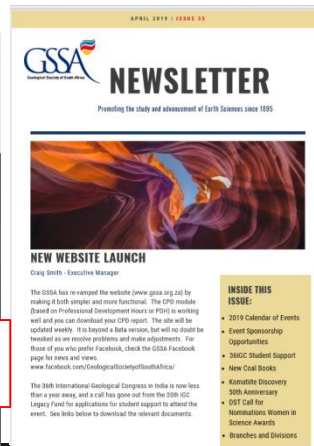 APRIL 2019 | ISSUE 53
GSSA
Geological Society of South Africa
NEWSLETTER
Promoting the study and advancement of Earth Sciences since 1895
NEW WEBSITE LAUNCH
Craig Smith - Executive Manager
The GSSA has re-vamped the website (www.gssa.org.za) by
making it both simpler and more functional. The CPD module
(based on Professional Development Hours or PDH) is working
well and you can download your CPD report. The site will be
updated weekly. It is beyond a Beta version, but will no doubt be
tweaked as we resolve problems and make adjustments. For
those of you who prefer Facebook, check the GSSA Facebook
page for news and views.
www.facebook.com/GeologicalSocietyofSouthAfrica/
The 36th International Geological Congress in India is now less
than a year away, and a call has gone out from the 35th IGC
Legacy Fund for applications for student support to attend the
event. See links below to download the relevant documents.
INSIDE THIS
ISSUE:
• 2019 Calendar of Events
• Event Sponsorship
Opportunities
• 36IGC Student Support
• New Coal Books
• Komatiite Discovery
50th Anniversary
• DST Call for
Nominations Women in
Science Awards
• Branches and Divisions